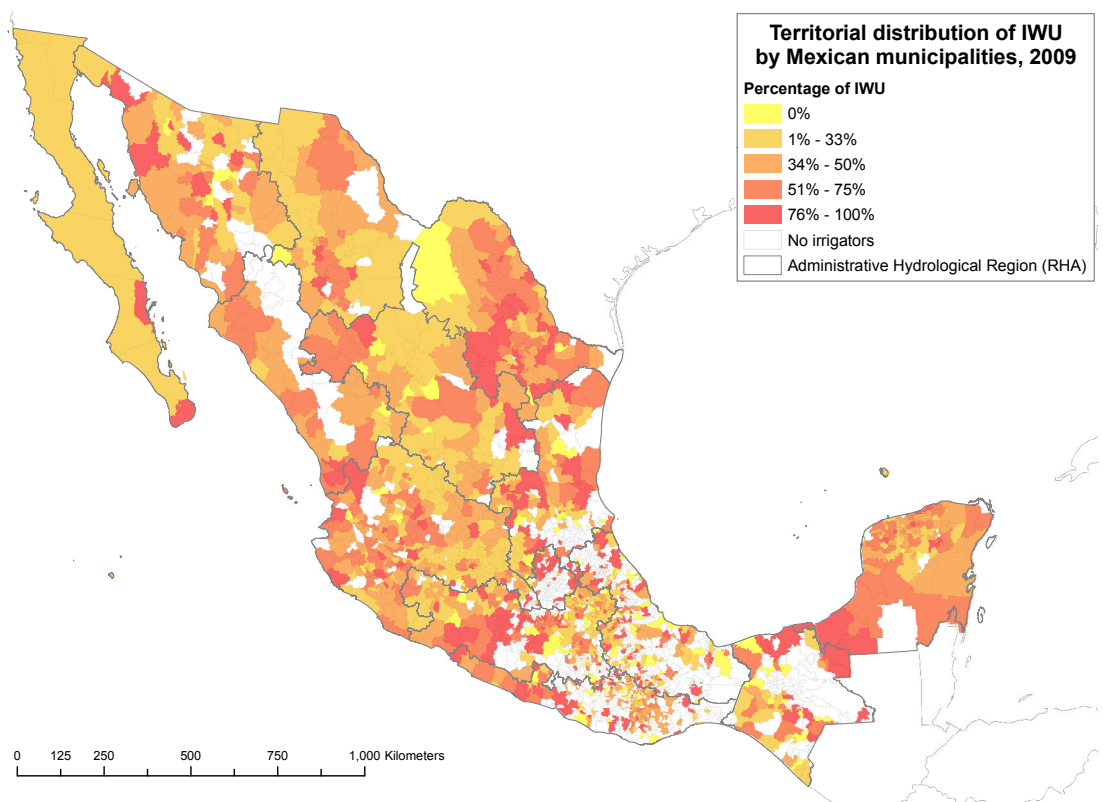 Territorial distribution of IWU
by Mexican municipalities, 2009
Percentage of IWU
0%
1% - 33%
34% - 50%
51% - 75%
76% - 100%
No irrigators
Administrative Hydrological Region (RHA)
0 125 250 500 750 1,000 Kilometers